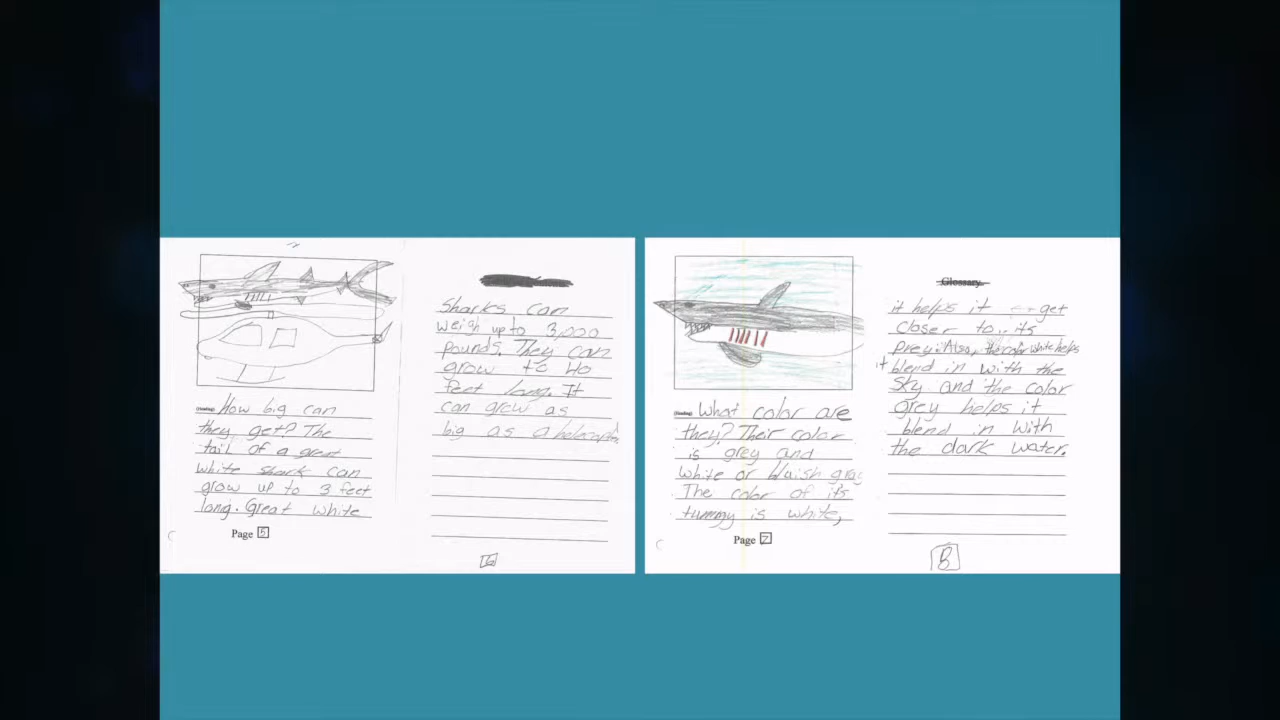 (Heading) How big can
they get? The
tail of a great
white shark can
grow up to 3 feet
long. Great white
Page 5
Sharks can
weigh up to 3,000
pounds. They can
grow to 40
feet long. It
can grow as
big as a helecopter.
6
(Heading) What color are
they? Their color
is grey and
white or bluish gray
The color of it's
tummy is white,
Page 7
Glossary
it helps it get
closer to its
prey. Also, the color white helps
it blend in with the
sky and the color
grey helps it
blend in with
the dark water.
8